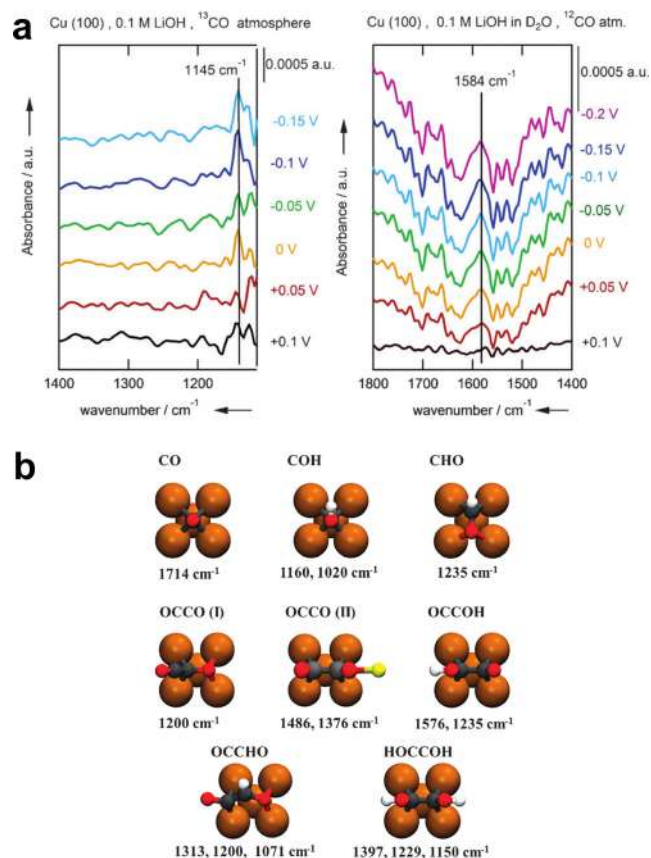 a
Cu (100) , 0.1 M LiOH , ¹³CO atmosphere
1145 cm⁻¹
0.0005 a.u.
Absorbance / a.u.
-0.15 V
-0.1 V
-0.05 V
0 V
+0.05 V
+0.1 V
1400 1300 1200
wavenumber / cm⁻¹
Cu (100) , 0.1 M LiOH in D₂O , ¹²CO atm.
1584 cm⁻¹
0.0005 a.u.
Absorbance / a.u.
-0.2 V
-0.15 V
-0.1 V
-0.05 V
0 V
+0.05 V
+0.1 V
1800 1700 1600 1500 1400
wavenumber / cm⁻¹
b
CO COH CHO
1714 cm⁻¹ 1160, 1020 cm⁻¹ 1235 cm⁻¹
OCCO (I) OCCO (II) OCCOH
1200 cm⁻¹ 1486, 1376 cm⁻¹ 1576, 1235 cm⁻¹
OCCHO HOCCOH
1313, 1200, 1071 cm⁻¹ 1397, 1229, 1150 cm⁻¹